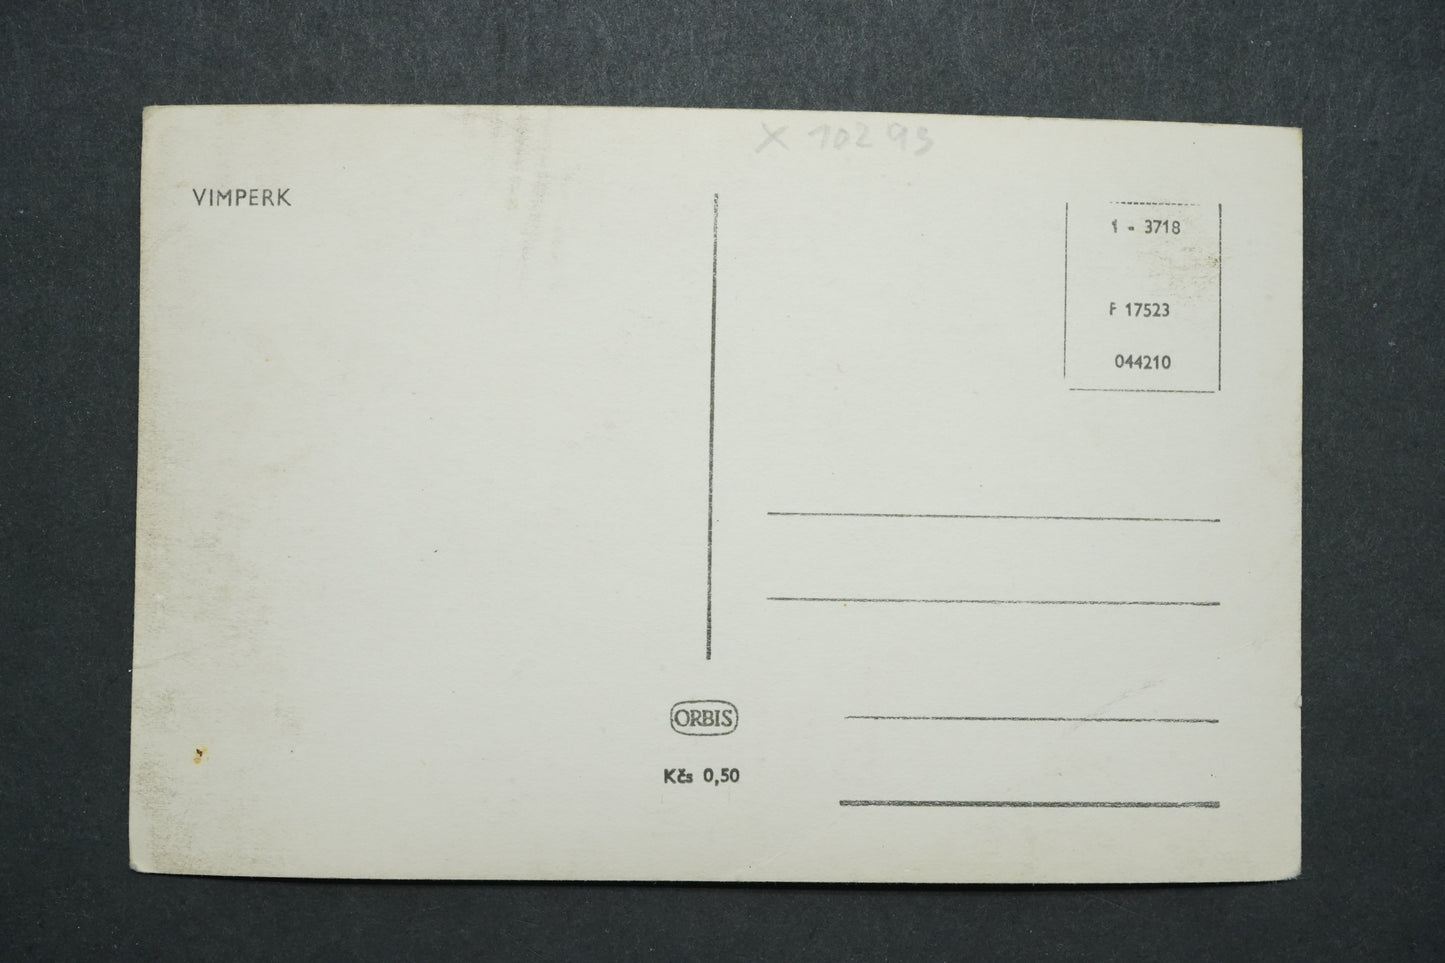 X 10293
VIMPERK
1 - 3718
F 17523
044210
ORBIS
Kčs 0,50